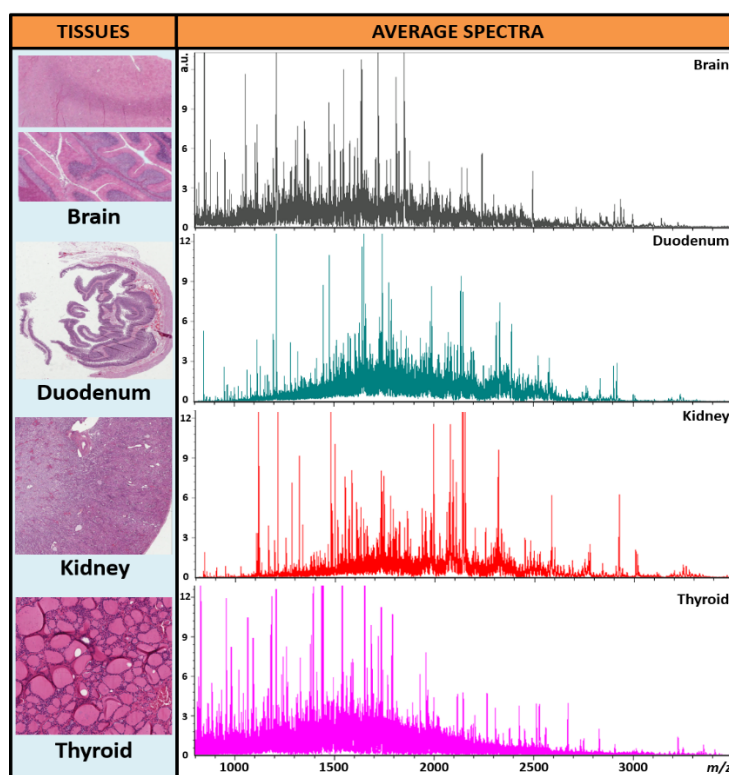 TISSUES
AVERAGE SPECTRA
a.u.
Brain
9
6
3
0
Brain
Duodenum
12
9
6
3
0
Duodenum
Kidney
12
9
6
3
0
Kidney
Thyroid
12
9
6
3
0
Thyroid
1000 1500 2000 2500 3000 m/z